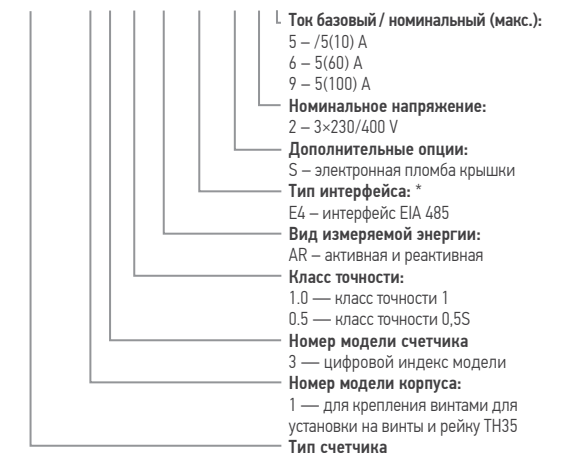 Ток базовый / номинальный (макс.):
5 – /5(10) А
6 – 5(60) А
9 – 5(100) А
Номинальное напряжение:
2 – 3×230/400 V
Дополнительные опции:
S – электронная пломба крышки
Тип интерфейса: *
E4 – интерфейс EIA 485
Вид измеряемой энергии:
AR – активная и реактивная
Класс точности:
1.0 — класс точности 1
0.5 — класс точности 0,5S
Номер модели счетчика
3 — цифровой индекс модели
Номер модели корпуса:
1 — для крепления винтами для
установки на винты и рейку TH35
Тип счетчика